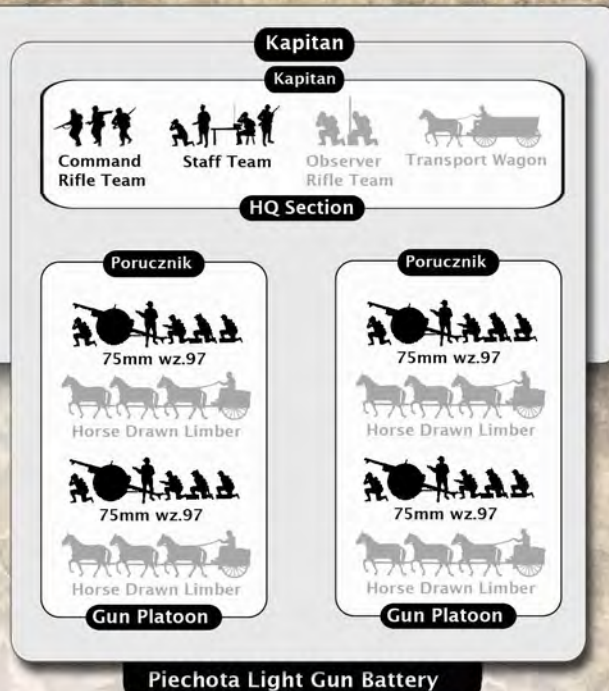 Kapitan
Kapitan
Command
Rifle Team
Staff Team
Observer
Rifle Team
Transport Wagon
HQ Section
Porucznik
75mm wz.97
Horse Drawn Limber
75mm wz.97
Horse Drawn Limber
Gun Platoon
Porucznik
75mm wz.97
Horse Drawn Limber
75mm wz.97
Horse Drawn Limber
Gun Platoon
Piechota Light Gun Battery